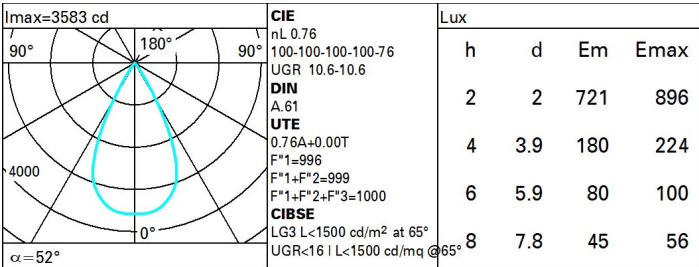 Imax=3583 cd
90° 180° 90°
4000
0°
α=52°
CIE
nL 0.76
100-100-100-100-76
UGR 10.6-10.6
DIN
A.61
UTE
0.76A+0.00T
F"1=996
F"1+F"2=999
F"1+F"2+F"3=1000
CIBSE
LG3 L<1500 cd/m² at 65°
UGR<16 | L<1500 cd/mq @65°
Lux
h d Em Emax
2 2 721 896
4 3.9 180 224
6 5.9 80 100
8 7.8 45 56